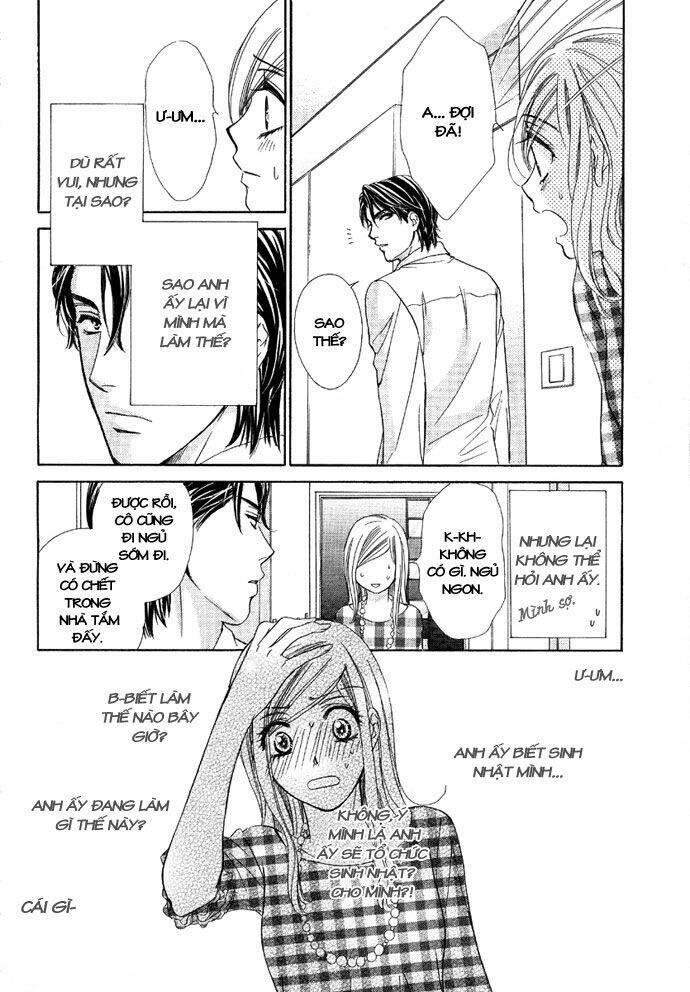 A... ĐỢI
ĐÃ!
SAO
THẾ?
Ư-ƯM...
DÙ RẤT
VUI, NHƯNG
TẠI SAO?
SAO ANH
ẤY LẠI VÌ
MÌNH MÀ
LÀM THẾ?
NHƯNG LẠI
KHÔNG THỂ
HỎI ANH ẤY.
Mình sợ.
K-KH-
KHÔNG
CÓ GÌ. NGỦ
NGON.
ĐƯỢC RỒI,
CÔ CŨNG
ĐI NGỦ
SỚM ĐI.
VÀ ĐỪNG
CÓ CHẾT
TRONG
NHÀ TẮM
ĐẤY.
Ư-ƯM...
B-BIẾT LÀM
THẾ NÀO BÂY
GIỜ?
ANH ẤY BIẾT SINH
NHẬT MÌNH...
ANH ẤY ĐANG LÀM
GÌ THẾ NÀY?
KHÔNG, Ý
MÌNH LÀ ANH
ẤY SẼ TỔ CHỨC
SINH NHẬT?
CHO MÌNH?!
CÁI GÌ-